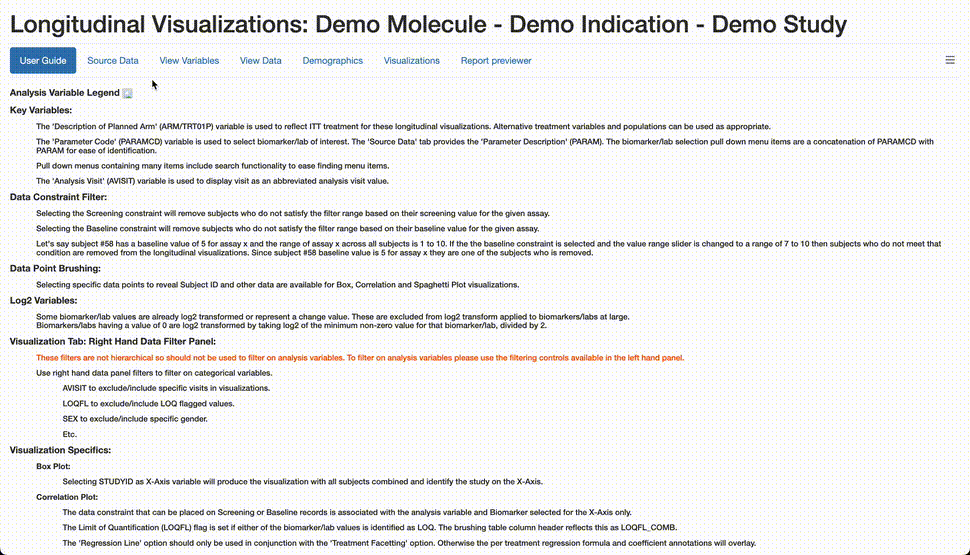 Longitudinal Visualizations: Demo Molecule - Demo Indication - Demo Study
User Guide
Source Data
View Variables
View Data
Demographics
Visualizations
Report previewer
Analysis Variable Legend
Key Variables:
The 'Description of Planned Arm' (ARM/TRT01P) variable is used to reflect ITT treatment for these longitudinal visualizations. Alternative treatment variables and populations can be used as appropriate.
The 'Parameter Code' (PARAMCD) variable is used to select biomarker/lab of interest. The 'Source Data' tab provides the 'Parameter Description' (PARAM). The biomarker/lab selection pull down menu items are a concatenation of PARAMCD with
PARAM for ease of identification.
Pull down menus containing many items include search functionality to ease finding menu items.
The 'Analysis Visit' (AVISIT) variable is used to display visit as an abbreviated analysis visit value.
Data Constraint Filter:
Selecting the Screening constraint will remove subjects who do not satisfy the filter range based on their screening value for the given assay.
Selecting the Baseline constraint will remove subjects who do not satisfy the filter range based on their baseline value for the given assay.
Let's say subject #58 has a baseline value of 5 for assay x and the range of assay x across all subjects is 1 to 10. If the the baseline constraint is selected and the value range slider is changed to a range of 7 to 10 then subjects who do not meet that
condition are removed from the longitudinal visualizations. Since subject #58 baseline value is 5 for assay x they are one of the subjects who is removed.
Data Point Brushing:
Selecting specific data points to reveal Subject ID and other data are available for Box, Correlation and Spaghetti Plot visualizations.
Log2 Variables:
Some biomarker/lab values are already log2 transformed or represent a change value. These are excluded from log2 transform applied to biomarkers/labs at large.
Biomarkers/labs having a value of 0 are log2 transformed by taking log2 of the minimum non-zero value for that biomarker/lab, divided by 2.
Visualization Tab: Right Hand Data Filter Panel:
These filters are not hierarchical so should not be used to filter on analysis variables. To filter on analysis variables please use the filtering controls available in the left hand panel.
Use right hand data panel filters to filter on categorical variables.
AVISIT to exclude/include specific visits in visualizations.
LOQFL to exclude/include LOQ flagged values.
SEX to exclude/include specific gender.
Etc.
Visualization Specifics:
Box Plot:
Selecting STUDYID as X-Axis variable will produce the visualization with all subjects combined and identify the study on the X-Axis.
Correlation Plot:
The data constraint that can be placed on Screening or Baseline records is associated with the analysis variable and Biomarker selected for the X-Axis only.
The Limit of Quantification (LOQFL) flag is set if either of the biomarker/lab values is identified as LOQ. The brushing table column header reflects this as LOQFL_COMB.
The 'Regression Line' option should only be used in conjunction with the 'Treatment Facetting' option. Otherwise the per treatment regression formula and coefficient annotations will overlay.